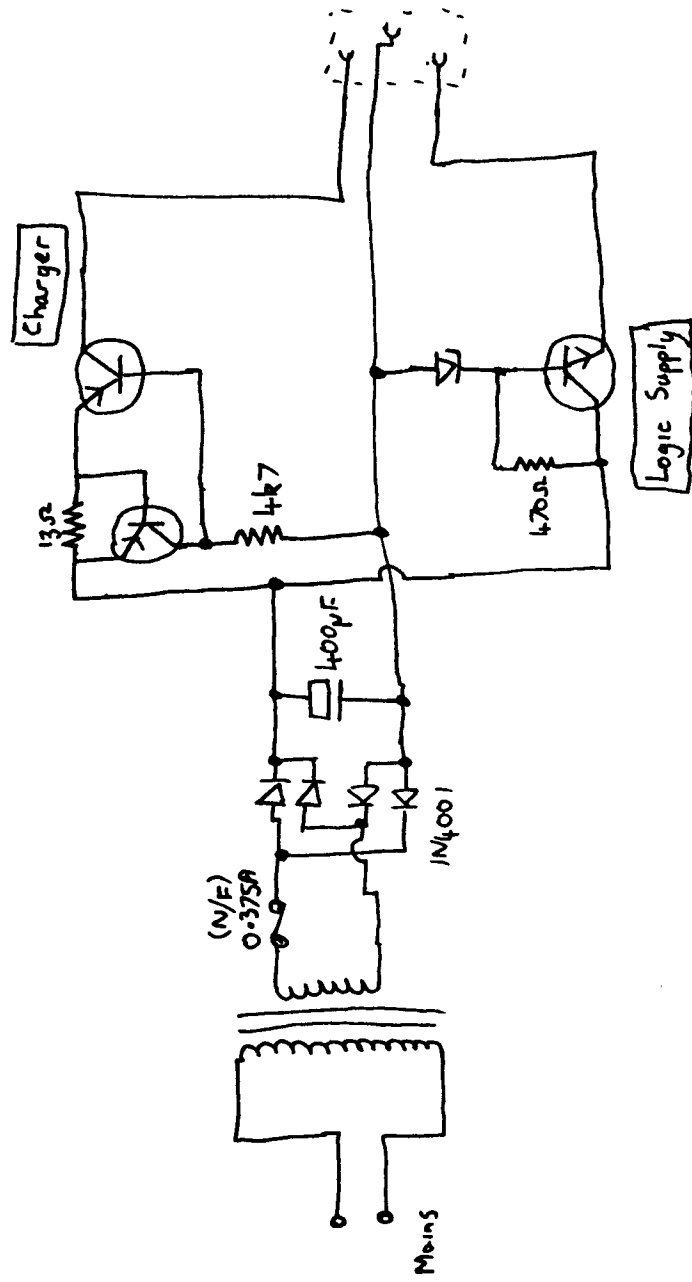 Mains
(N/F)
0.375A
1N4001
400µF
13Ω
4k7
470Ω
Charger
Logic Supply